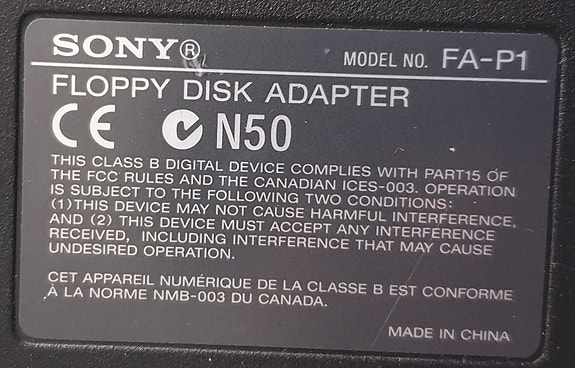 SONY® MODEL NO. FA-P1
FLOPPY DISK ADAPTER
CE N50
THIS CLASS B DIGITAL DEVICE COMPLIES WITH PART15 OF
THE FCC RULES AND THE CANADIAN ICES-003. OPERATION
IS SUBJECT TO THE FOLLOWING TWO CONDITIONS:
(1)THIS DEVICE MAY NOT CAUSE HARMFUL INTERFERENCE,
AND (2) THIS DEVICE MUST ACCEPT ANY INTERFERENCE
RECEIVED, INCLUDING INTERFERENCE THAT MAY CAUSE
UNDESIRED OPERATION.
CET APPAREIL NUMÉRIQUE DE LA CLASSE B EST CONFORME
À LA NORME NMB-003 DU CANADA.
MADE IN CHINA